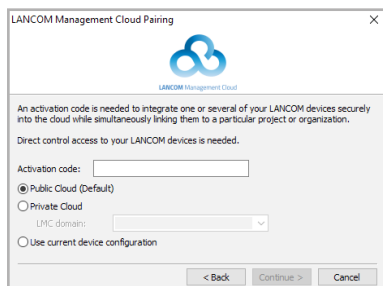 LANCOM Management Cloud Pairing
LANCOM Management Cloud
An activation code is needed to integrate one or several of your LANCOM devices securely
into the cloud while simultaneously linking them to a particular project or organization.
Direct control access to your LANCOM devices is needed.
Activation code:
Public Cloud (Default)
Private Cloud
LMC domain:
Use current device configuration
< Back Continue > Cancel